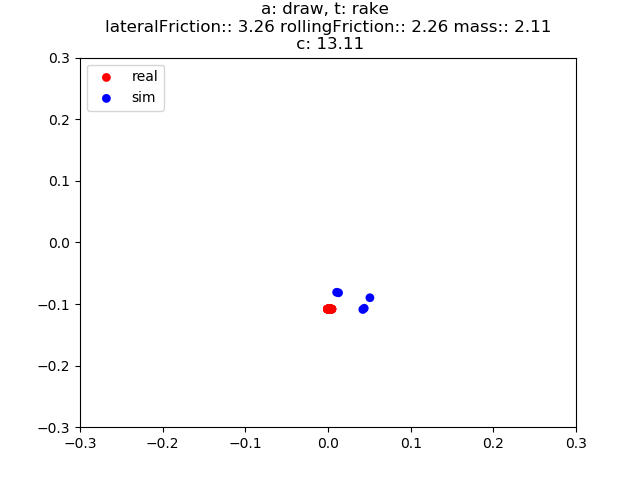 a: draw, t: rake
lateralFriction:: 3.26 rollingFriction:: 2.26 mass:: 2.11
c: 13.11
real
sim
0.3
0.2
0.1
0.0
−0.1
−0.2
−0.3
−0.3 −0.2 −0.1 0.0 0.1 0.2 0.3